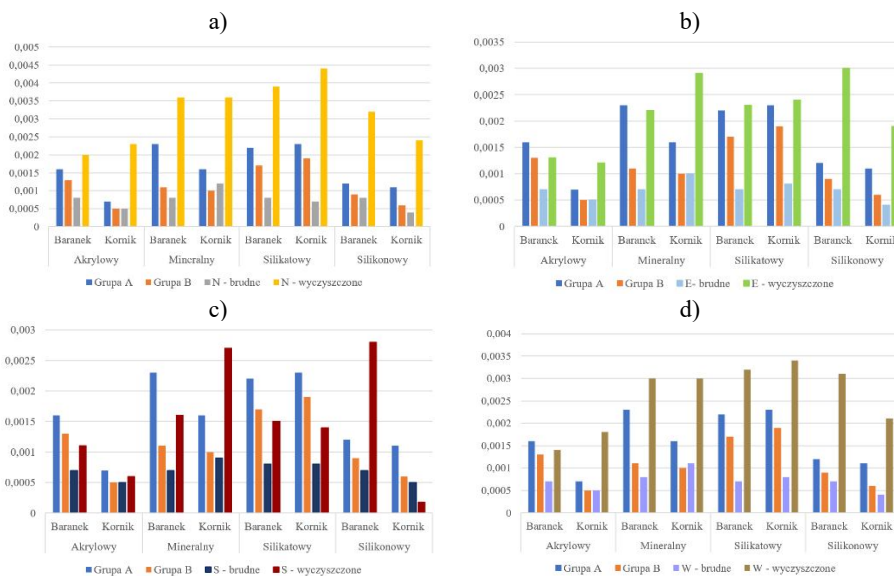 a)
0,005
0,0045
0,004
0,0035
0,003
0,0025
0,002
0,0015
0,001
0,0005
0
Baranek Kornik Baranek Kornik Baranek Kornik Baranek Kornik
Akrylowy Mineralny Silikatowy Silikonowy
Grupa A Grupa B N - brudne N - wyczyszczone
b)
0,0035
0,003
0,0025
0,002
0,0015
0,001
0,0005
0
Baranek Kornik Baranek Kornik Baranek Kornik Baranek Kornik
Akrylowy Mineralny Silikatowy Silikonowy
Grupa A Grupa B E- brudne E - wyczyszczone
c)
0,003
0,0025
0,002
0,0015
0,001
0,0005
0
Baranek Kornik Baranek Kornik Baranek Kornik Baranek Kornik
Akrylowy Mineralny Silikatowy Silikonowy
Grupa A Grupa B S - brudne S - wyczyszczone
d)
0,004
0,0035
0,003
0,0025
0,002
0,0015
0,001
0,0005
0
Baranek Kornik Baranek Kornik Baranek Kornik Baranek Kornik
Akrylowy Mineralny Silikatowy Silikonowy
Grupa A Grupa B W - brudne W - wyczyszczone